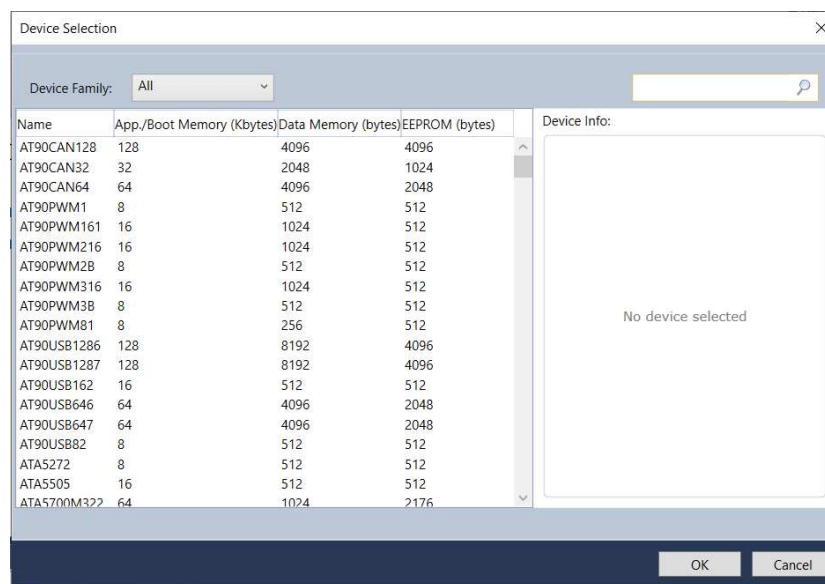 Device Selection
Device Family: All
Name App./Boot Memory (Kbytes) Data Memory (bytes) EEPROM (bytes)
AT90CAN128 128 4096 4096
AT90CAN32 32 2048 1024
AT90CAN64 64 4096 2048
AT90PWM1 8 512 512
AT90PWM161 16 1024 512
AT90PWM216 16 1024 512
AT90PWM2B 8 512 512
AT90PWM316 16 1024 512
AT90PWM3B 8 512 512
AT90PWM81 8 256 512
AT90USB1286 128 8192 4096
AT90USB1287 128 8192 4096
AT90USB162 16 512 512
AT90USB646 64 4096 2048
AT90USB647 64 4096 2048
AT90USB82 8 512 512
ATA5272 8 512 512
ATA5505 16 512 512
ATA5700M322 64 1024 2176
Device Info:
No device selected
OK Cancel